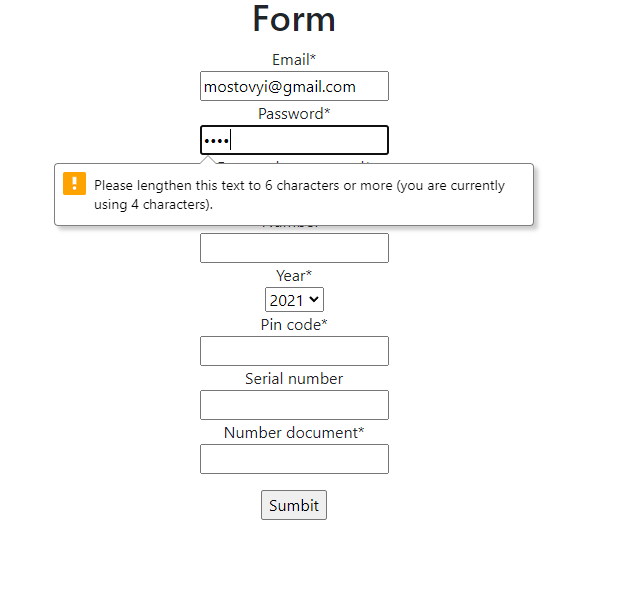 Form
Email*
mostovyi@gmail.com
Password*
••••
Please lengthen this text to 6 characters or more (you are currently
using 4 characters).
Number
Year*
2021
Pin code*
Serial number
Number document*
Sumbit